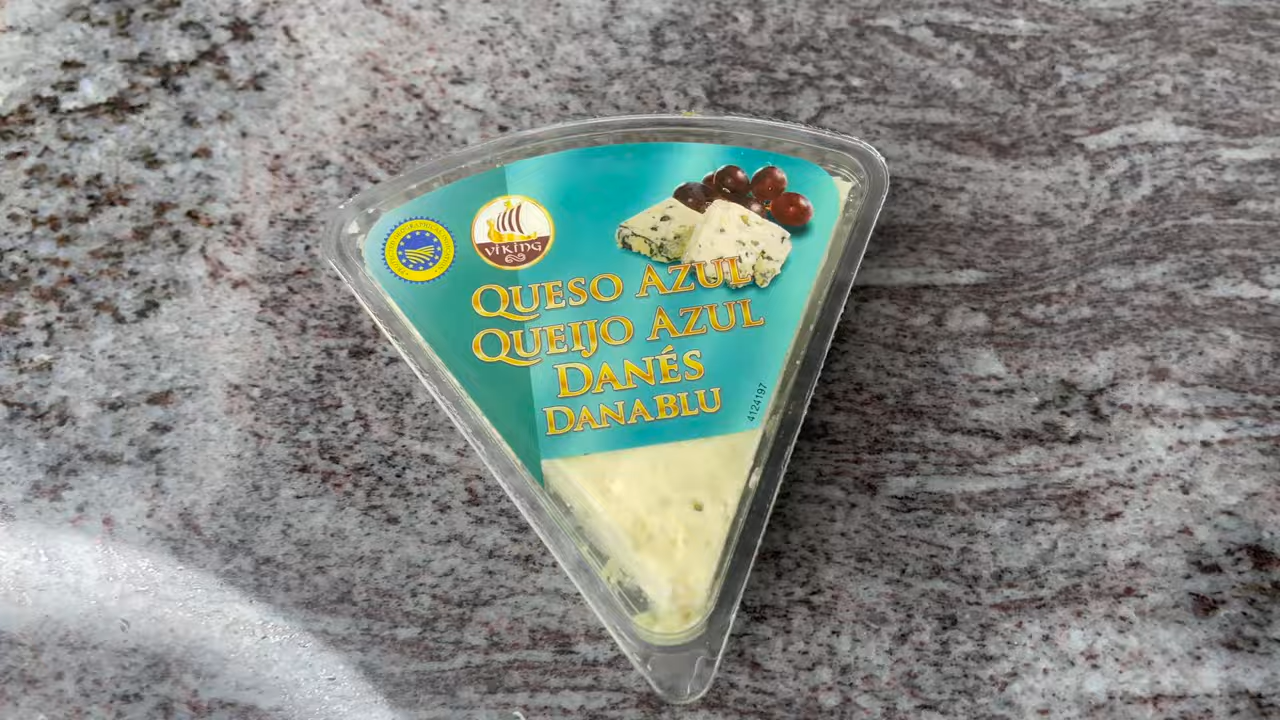 VIKING
QUESO AZUL
QUEIJO AZUL
DANÉS
DANABLU
4124197